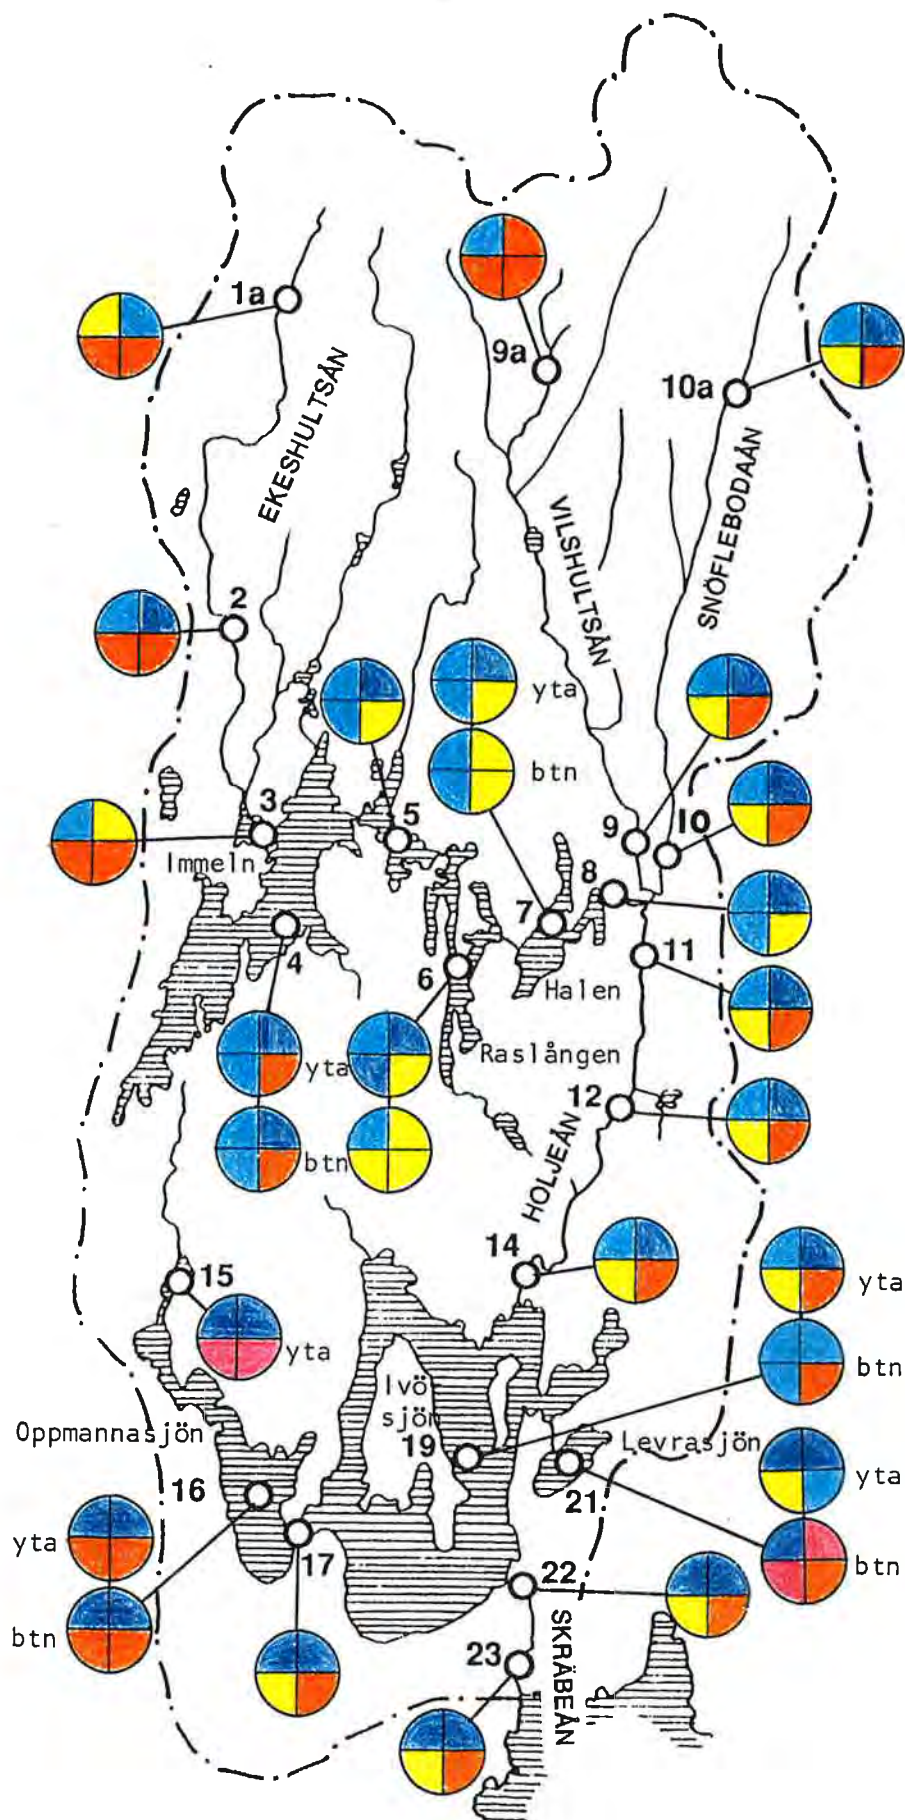 1a
9a
10a
EKESHULTSÅN
VILSHULTSÅN
SNÖFLEBODAÅN
2
yta
btn
3
5
9
10
Immeln
8
7
4
6
11
Halen
Raslången
yta
btn
12
HOLJEÅN
14
15
yta
yta
btn
Ivö
sjön
Oppmannasjön
19
Levrasjön
yta
16
21
yta
17
btn
btn
22
23
SKRÄBEÅN